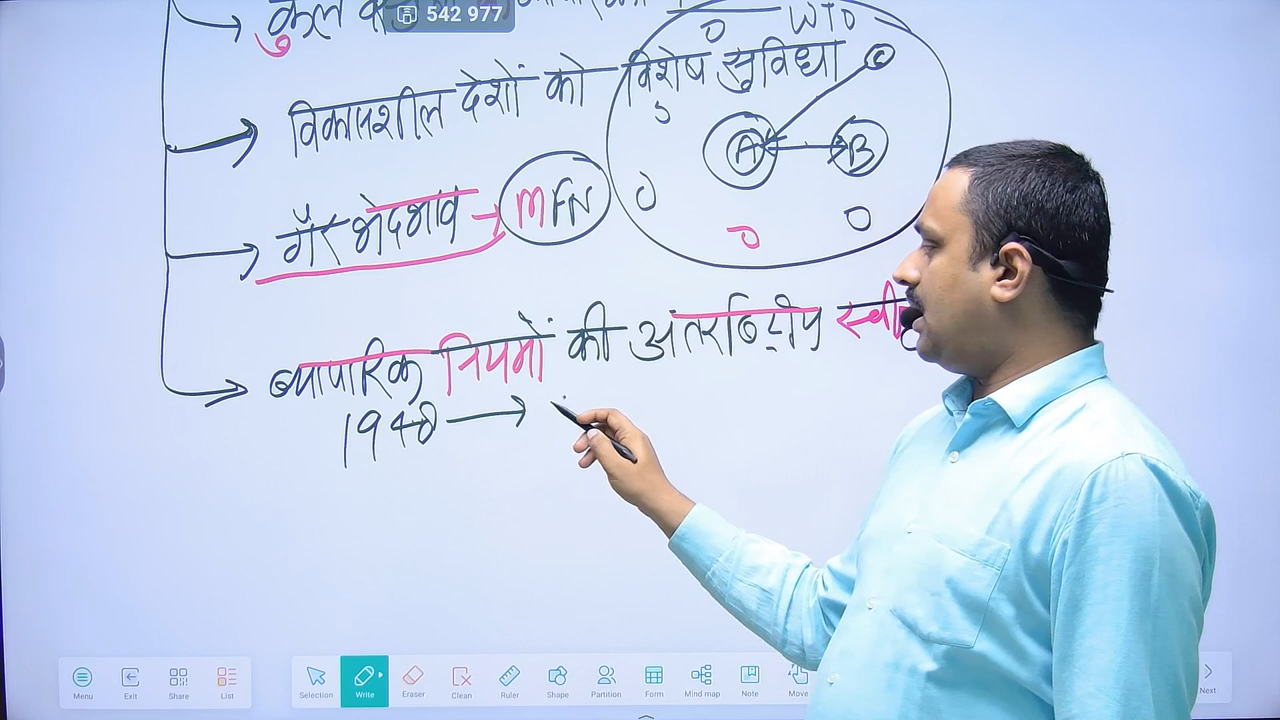 कुल
542 977
WTO
विकासशील देशों को विशेष सुविधा
C
A B
गैर भेदभाव → MFN
व्यापारिक नियमों की
1948 →
Menu Exit Share List Selection Write Eraser Clean Ruler Shape Partition Form Mind map Note Move Next